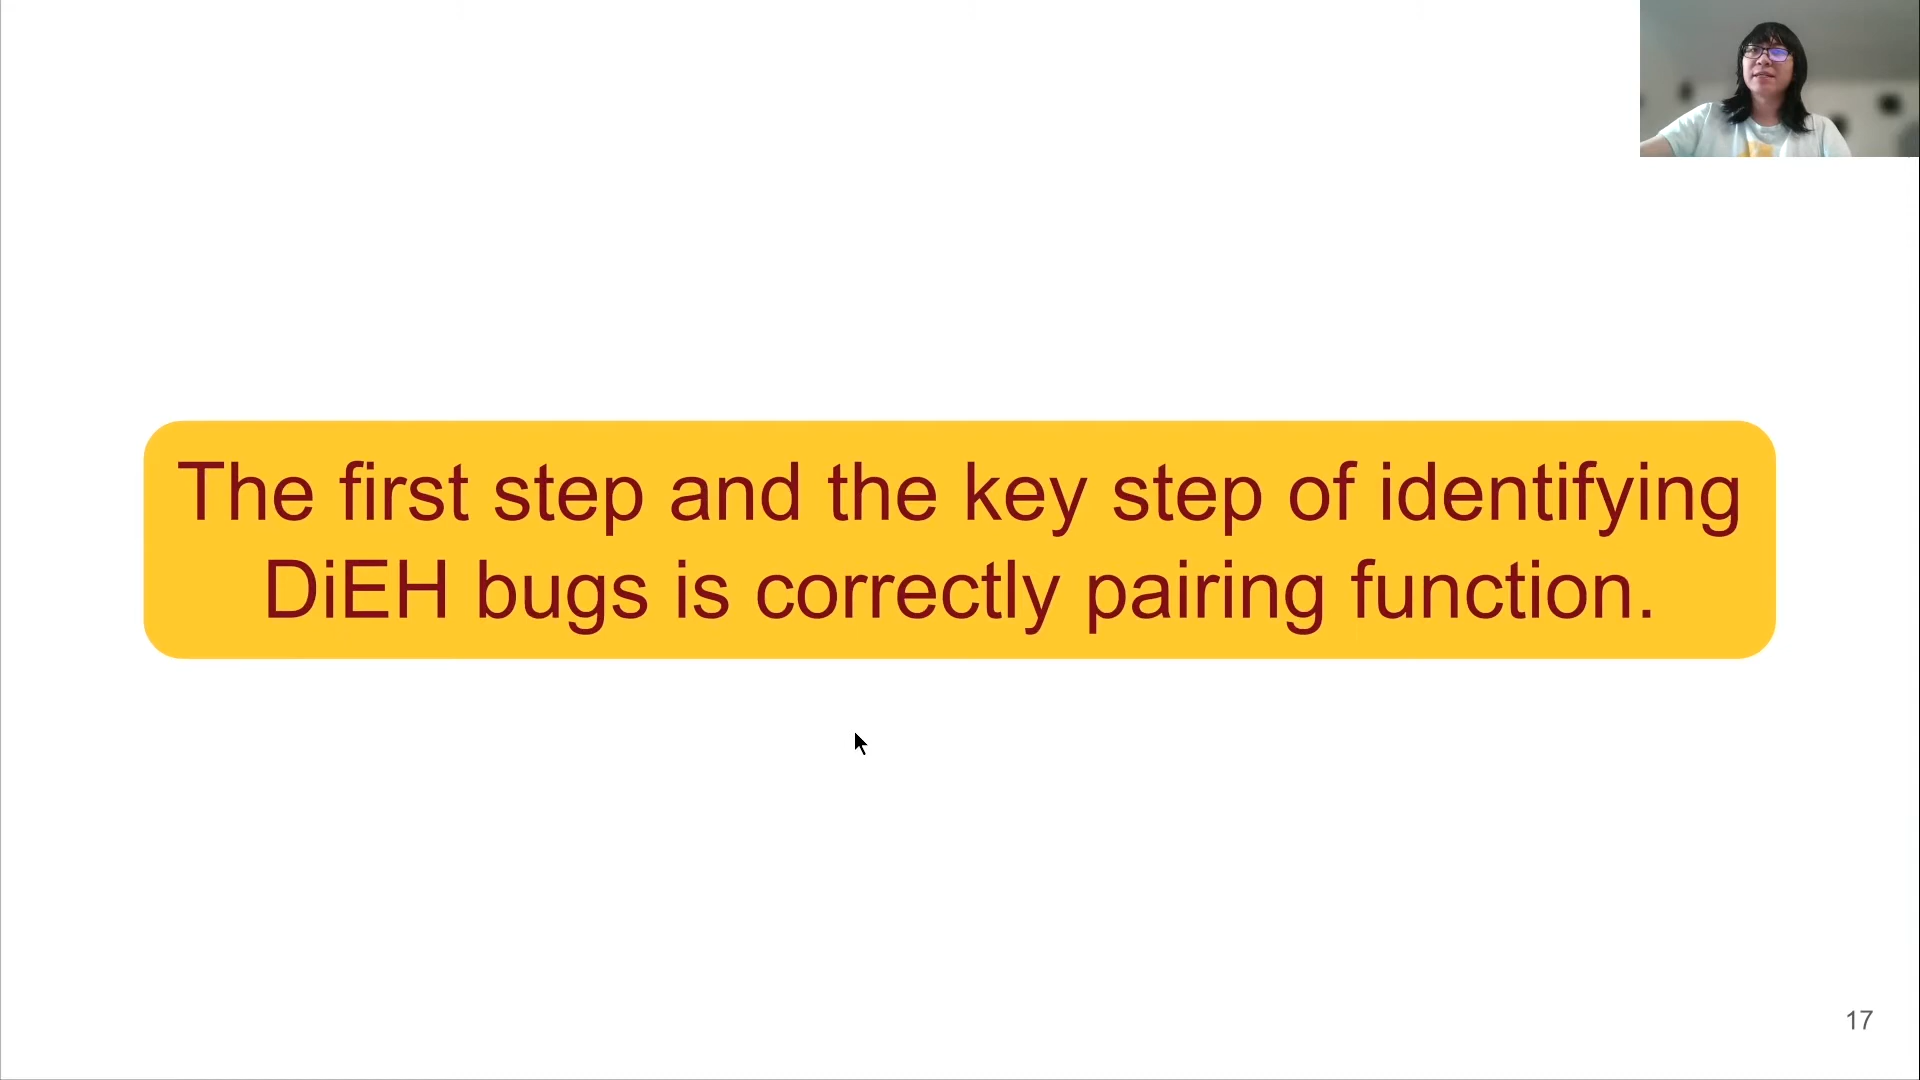 The first step and the key step of identifying
DiEH bugs is correctly pairing function.
17